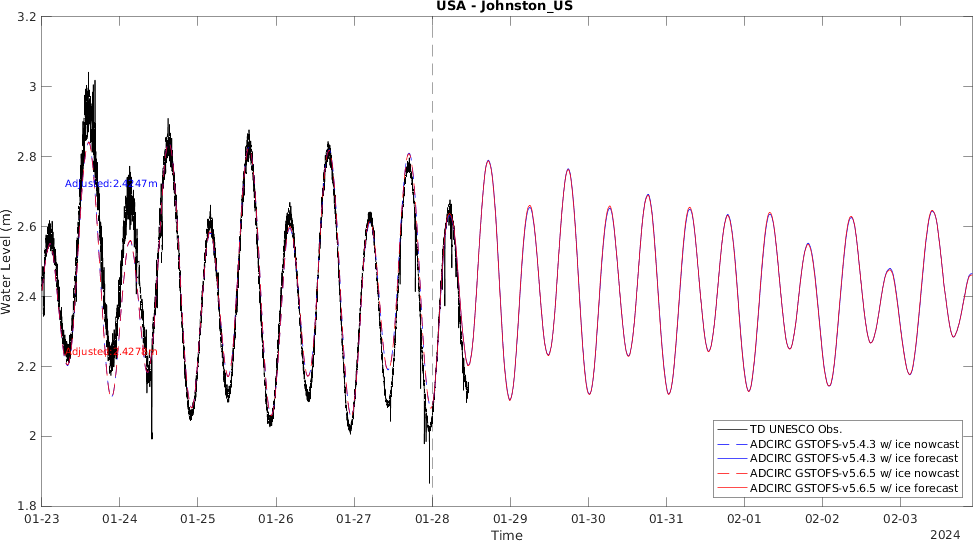 USA - Johnston_US
3.2
3
2.8
2.6
2.4
2.2
2
1.8
Water Level (m)
Adjusted:2.4247m
01-23
01-24
01-25
01-26
01-27
01-28
01-29
01-30
01-31
02-01
02-02
02-03
Time
2024
TD UNESCO Obs.
ADCIRC GSTOFS-v5.4.3 w/ ice nowcast
ADCIRC GSTOFS-v5.4.3 w/ ice forecast
ADCIRC GSTOFS-v5.6.5 w/ ice nowcast
ADCIRC GSTOFS-v5.6.5 w/ ice forecast